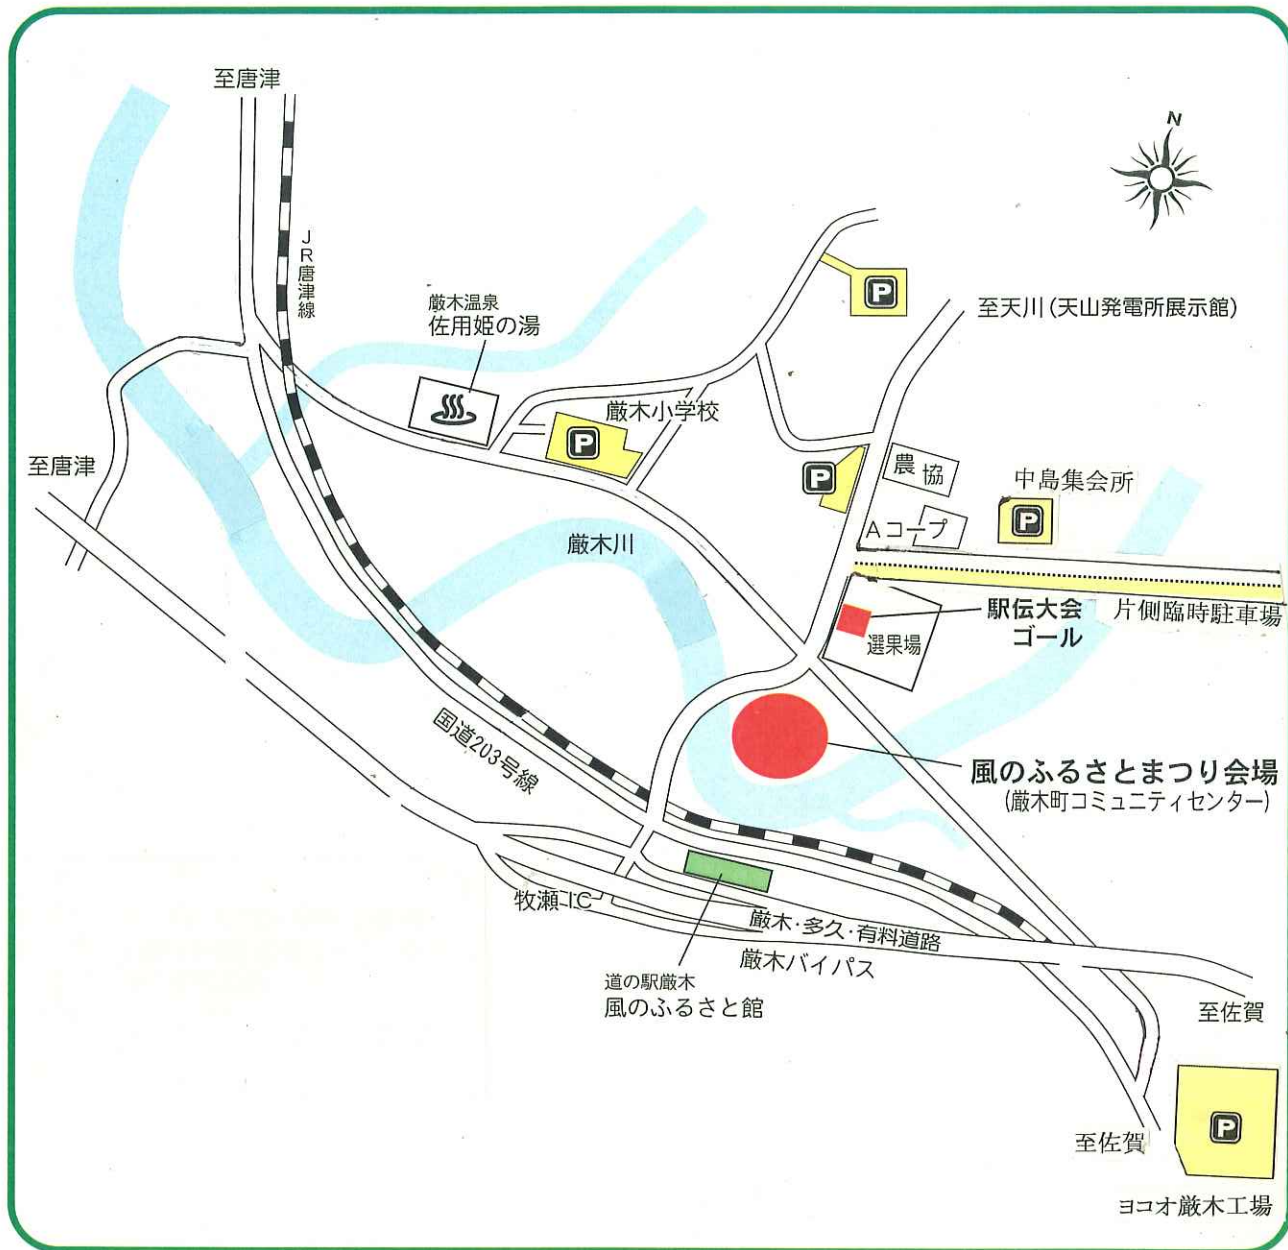 至唐津
N
JR唐津線
厳木温泉
佐用姫の湯
P
至天川(天山発電所展示館)
厳木小学校
P
至唐津
P
農協
中島集会所
P
Aコープ
厳木川
駅伝大会
ゴール
片側臨時駐車場
選果場
国道203号線
風のふるさとまつり会場
(厳木町コミュニティセンター)
牧瀬IC
厳木・多久・有料道路
厳木バイパス
道の駅厳木
風のふるさと館
至佐賀
至佐賀
P
ヨコオ厳木工場